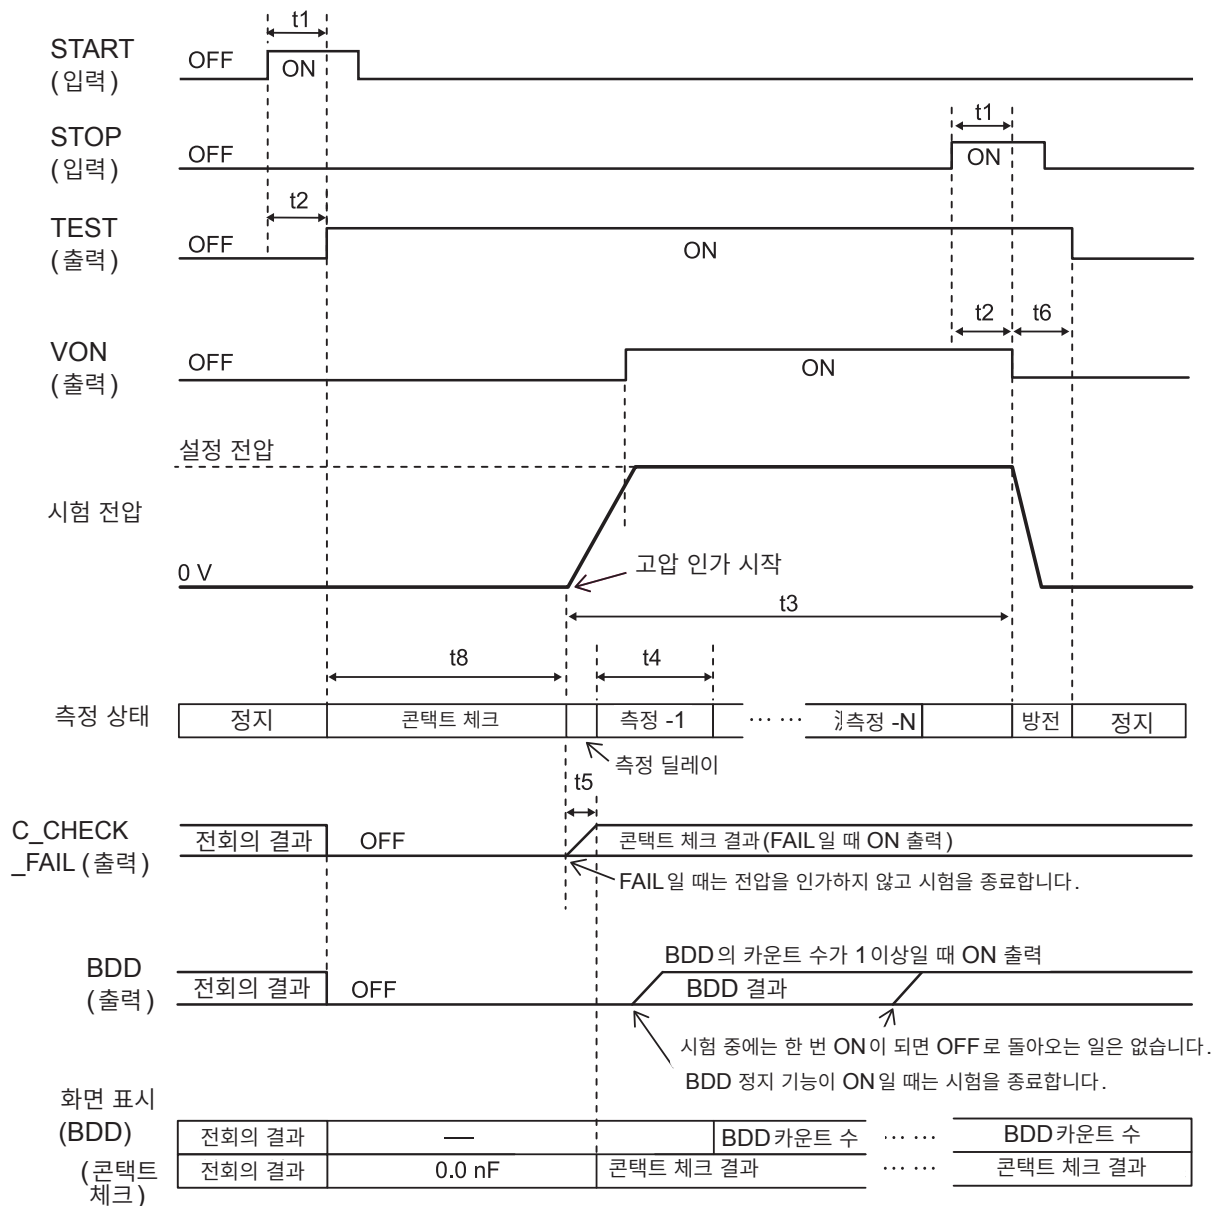 t1
START
(입력)
OFF
ON
STOP
(입력)
OFF
t1
ON
t2
TEST
(출력)
OFF
ON
t2
t6
VON
(출력)
OFF
ON
설정 전압
시험 전압
0 V
고압 인가 시작
t3
t8
t4
측정 상태
정지
콘택트 체크
측정 -1
... ...
측정 -N
방전
정지
측정 딜레이
t5
C_CHECK
_FAIL (출력)
전회의 결과
OFF
콘택트 체크 결과(FAIL일 때 ON 출력)
FAIL일 때는 전압을 인가하지 않고 시험을 종료합니다.
BDD의 카운트 수가 1이상일 때 ON 출력
BDD
(출력)
전회의 결과
OFF
BDD 결과
시험 중에는 한 번 ON이 되면 OFF로 돌아오는 일은 없습니다.
BDD 정지 기능이 ON일 때는 시험을 종료합니다.
화면 표시
(BDD)
전회의 결과
—
BDD카운트 수
... ...
BDD카운트 수
(콘택트
체크)
전회의 결과
0.0 nF
콘택트 체크 결과
... ...
콘택트 체크 결과